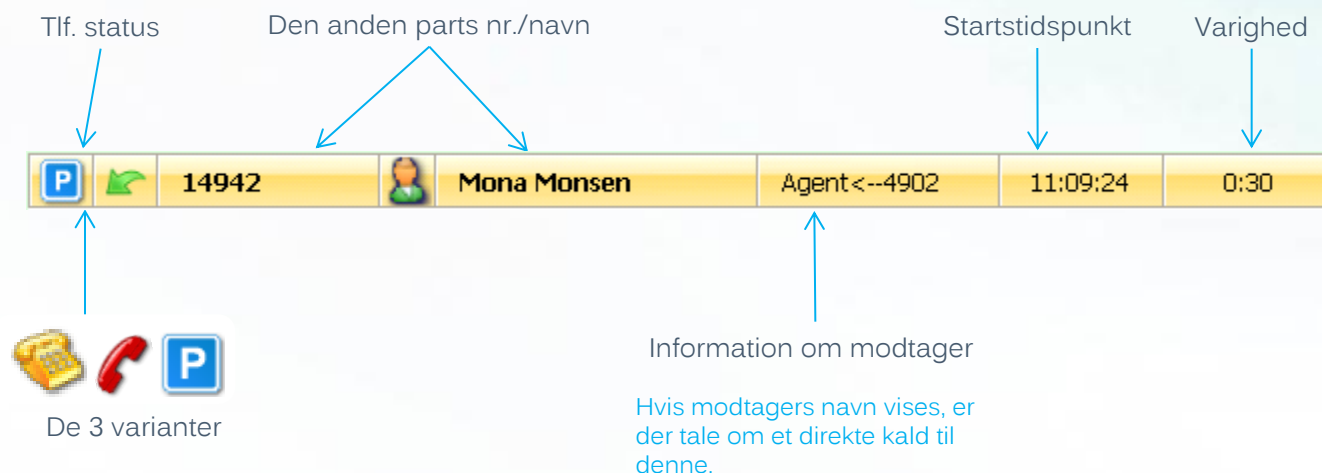 Tlf. status
Den anden parts nr./navn
Startstidspunkt
Varighed
P
14942
Mona Monsen
Agent<--4902
11:09:24
0:30
P
De 3 varianter
Information om modtager
Hvis modtagers navn vises, er
der tale om et direkte kald til
denne.